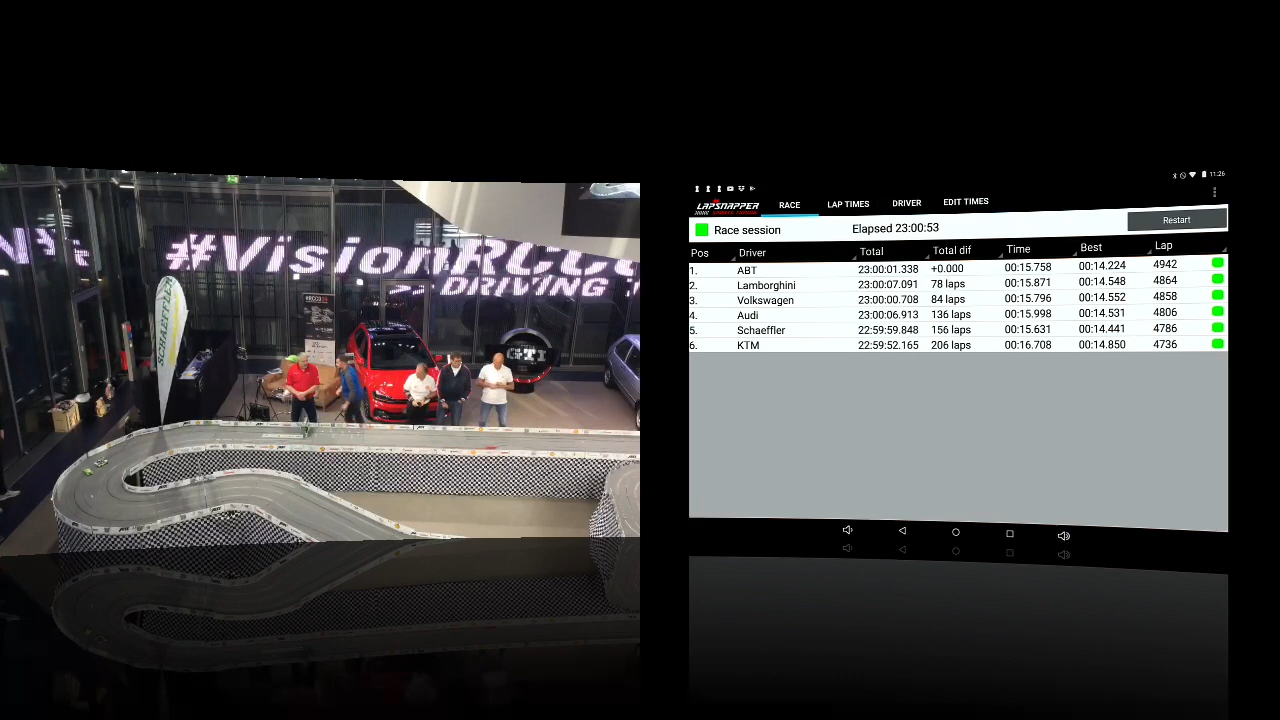 N%
#VisionRCCO
>> DRIVING
SCHAEFFLER
#RCCO24
GTI
11:26
LAPSNAPPER
RACE
LAP TIMES
DRIVER
EDIT TIMES
Race session
Elapsed 23:00:53
Restart
Pos Driver Total Total dif Time Best Lap
1. ABT 23:00:01.338 +0.000 00:15.758 00:14.224 4942
2. Lamborghini 23:00:07.091 78 laps 00:15.871 00:14.548 4864
3. Volkswagen 23:00:00.708 84 laps 00:15.796 00:14.552 4858
4. Audi 23:00:06.913 136 laps 00:15.998 00:14.531 4806
5. Schaeffler 22:59:59.848 156 laps 00:15.631 00:14.441 4786
6. KTM 22:59:52.165 206 laps 00:16.708 00:14.850 4736